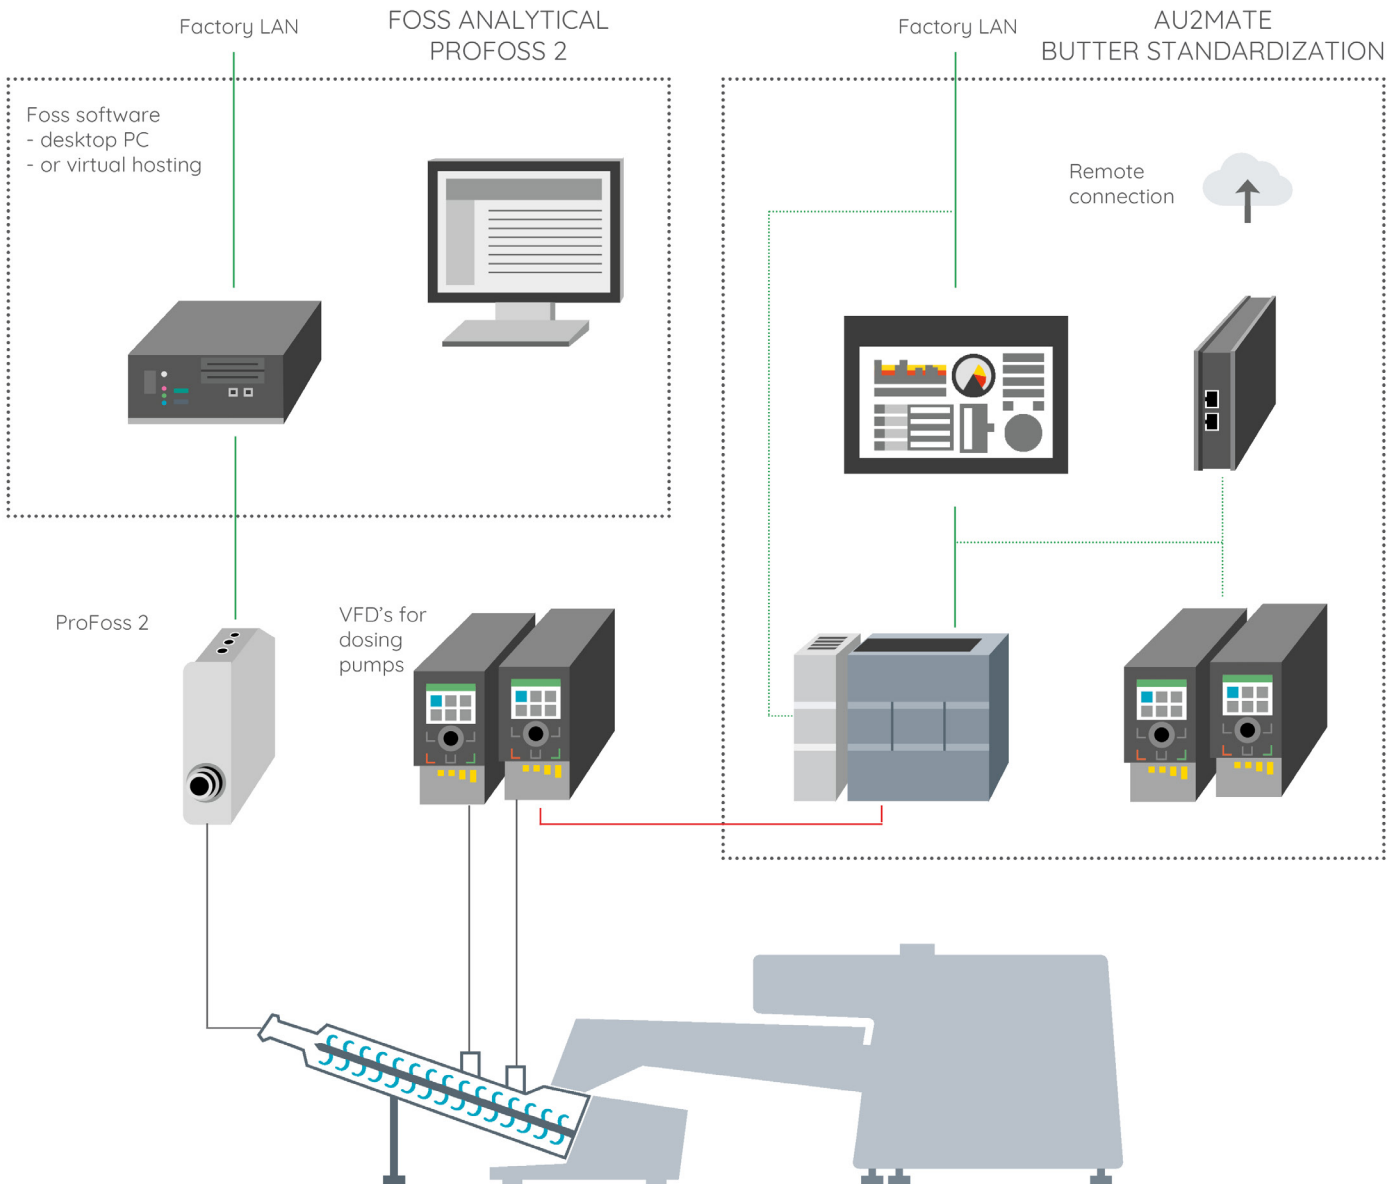 Factory LAN
FOSS ANALYTICAL
PROFOSS 2
Foss software
- desktop PC
- or virtual hosting
Factory LAN
AU2MATE
BUTTER STANDARDIZATION
Remote
connection
ProFoss 2
VFD's for
dosing
pumps